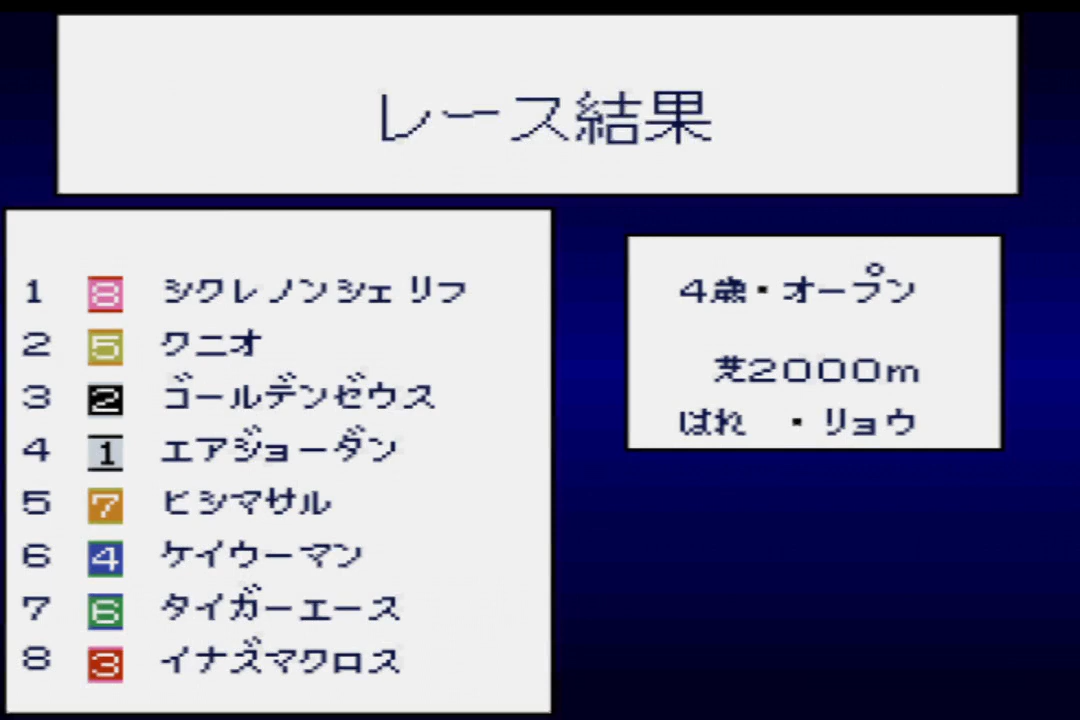 レース結果
1 8 シクレノンシェリフ
2 5 クニオ
3 2 ゴールデンゼウス
4 1 エアジョーダン
5 7 ヒシマサル
6 4 ケイウーマン
7 6 タイガーエース
8 3 イナズマクロス
4歳・オープン
芝2000m
はれ ・リョウ